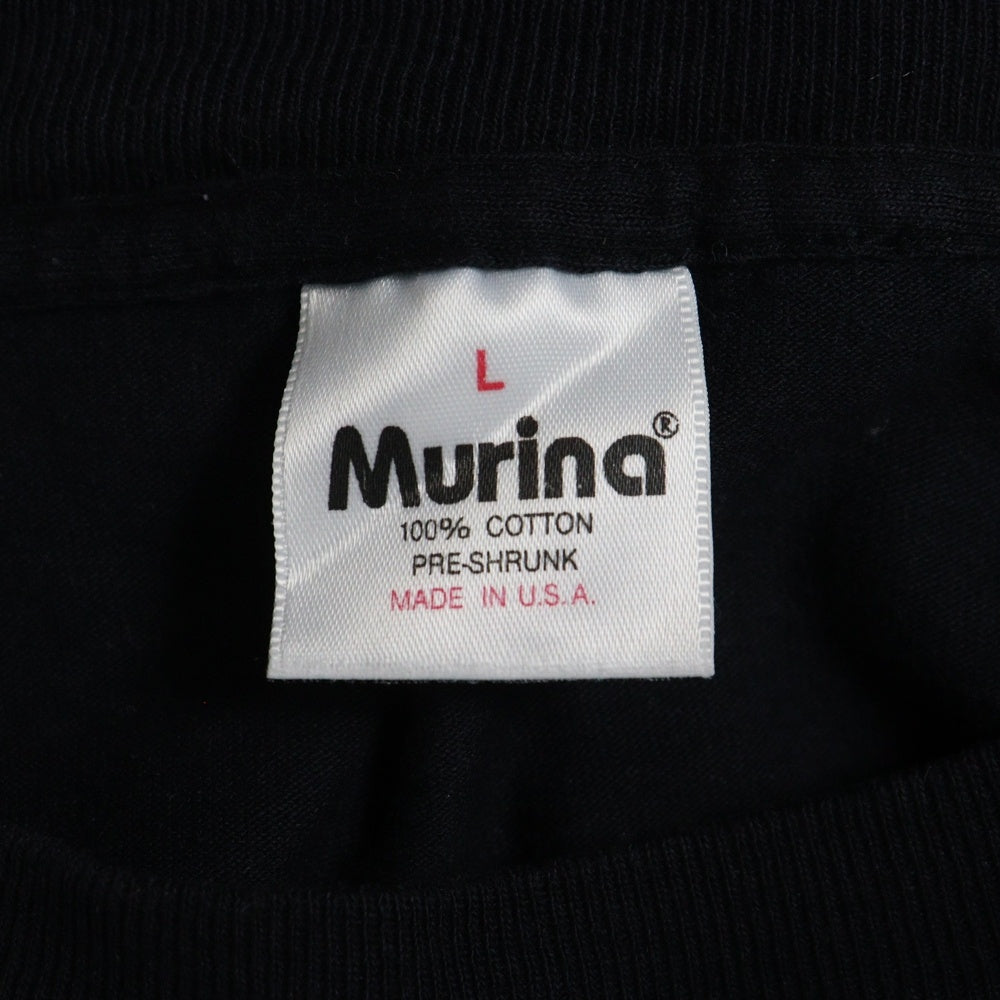 L
Murina®
100% COTTON
PRE-SHRUNK
MADE IN U.S.A.